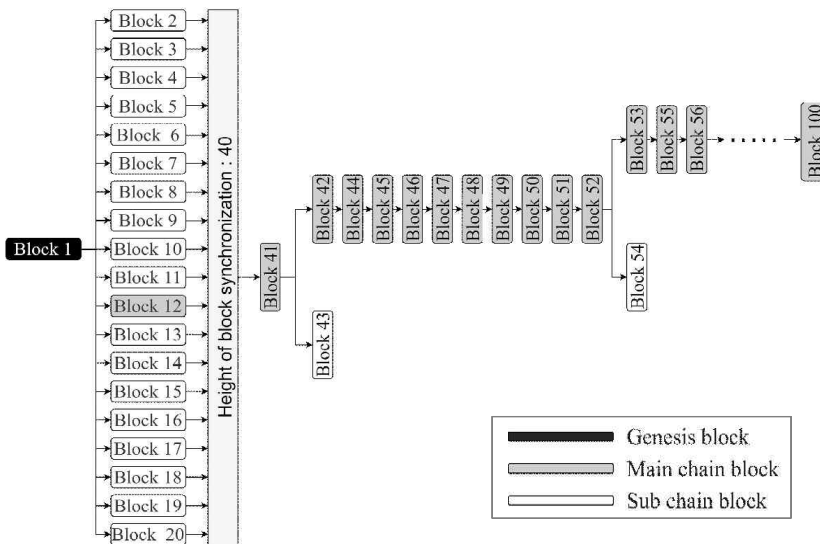 Block 1
Block 2
Block 3
Block 4
Block 5
Block 6
Block 7
Block 8
Block 9
Block 10
Block 11
Block 12
Block 13
Block 14
Block 15
Block 16
Block 17
Block 18
Block 19
Block 20
Height of block synchronization : 40
Block 41
Block 42
Block 44
Block 45
Block 46
Block 47
Block 48
Block 49
Block 50
Block 51
Block 52
Block 43
Block 53
Block 55
Block 56
Block 100
Block 54
Genesis block
Main chain block
Sub chain block